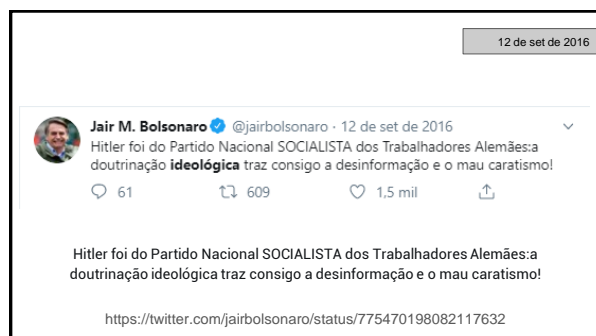 12 de set de 2016
Jair M. Bolsonaro @jairbolsonaro · 12 de set de 2016
Hitler foi do Partido Nacional SOCIALISTA dos Trabalhadores Alemães:a
doutrinação ideológica traz consigo a desinformação e o mau caratismo!
61 609 1,5 mil
Hitler foi do Partido Nacional SOCIALISTA dos Trabalhadores Alemães:a
doutrinação ideológica traz consigo a desinformação e o mau caratismo!
https://twitter.com/jairbolsonaro/status/775470198082117632